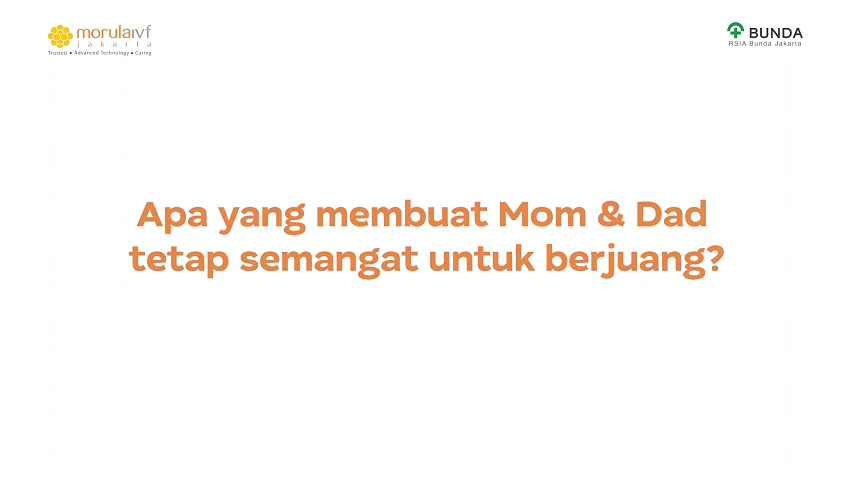 morulaivf
jakarta
Trusted • Advanced Technology • Caring
BUNDA
RSIA Bunda Jakarta
Apa yang membuat Mom & Dad
tetap semangat untuk berjuang?